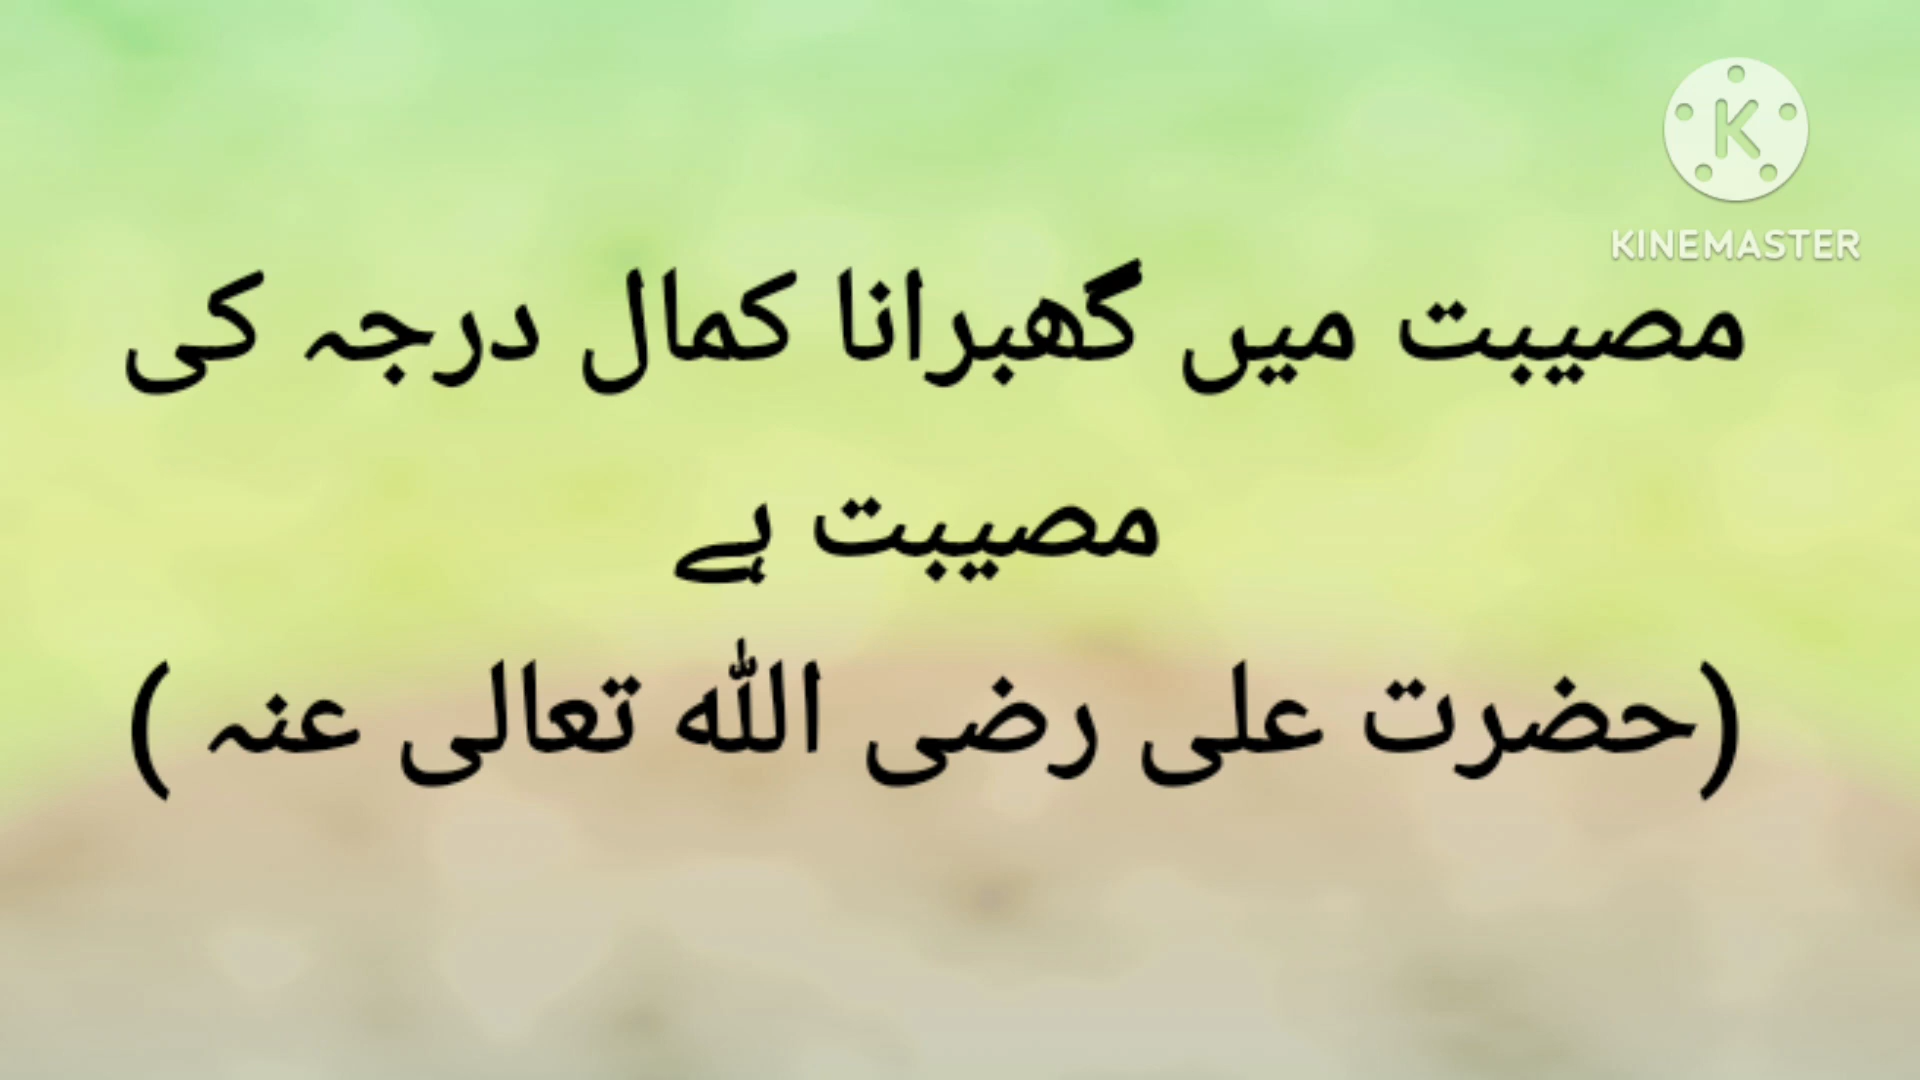 KINEMASTER
مصیبت میں گھبرانا کمال درجہ کی
مصیبت ہے
(حضرت علی رضی اللہ تعالی عنہ )